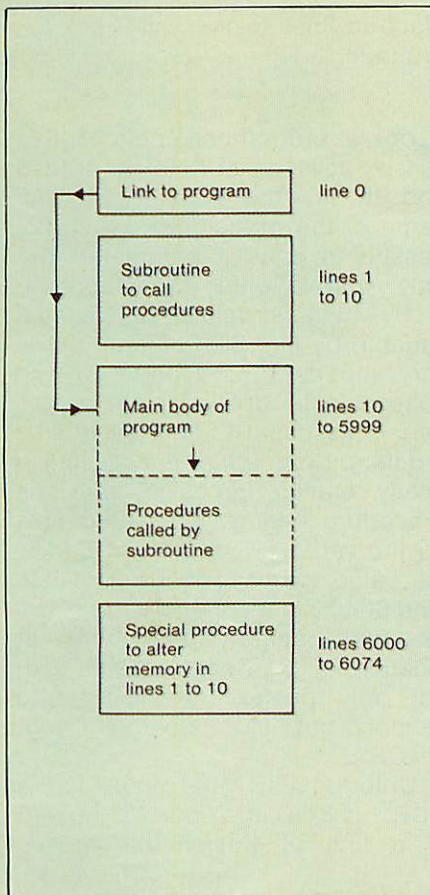 Link to program line 0
Subroutine lines 1
to call to 10
procedures
Main body of lines 10
program to 5999
Procedures
called by
subroutine
Special procedure lines 6000
to alter to 6074
memory in
lines 1 to 10